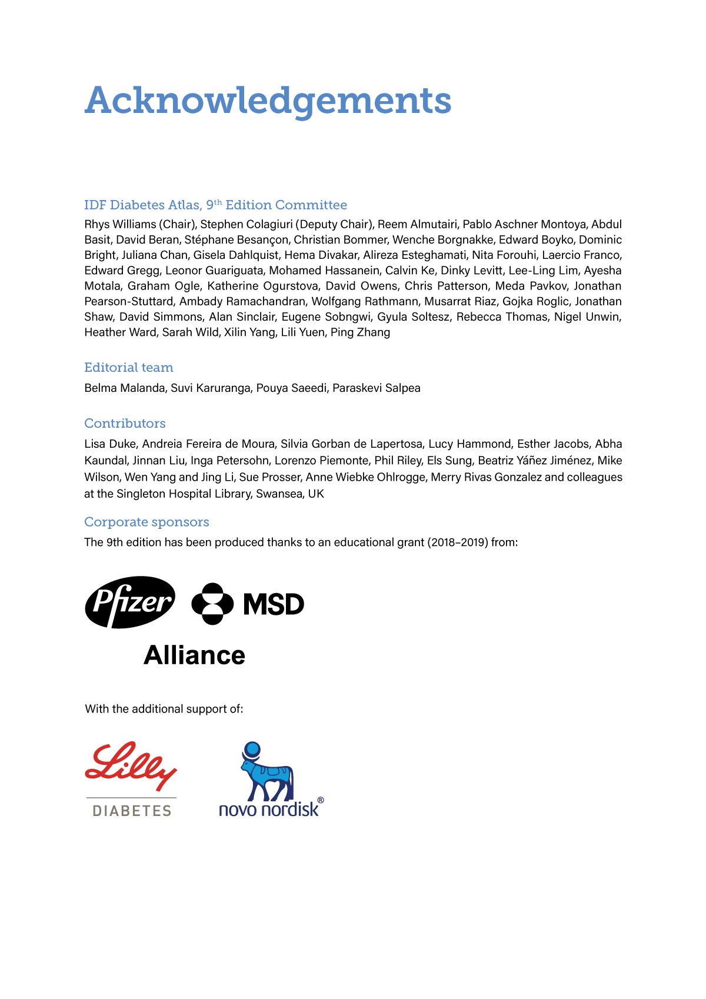 Acknowledgements
IDF Diabetes Atlas, 9th Edition Committee
Rhys Williams (Chair), Stephen Colagiuri (Deputy Chair), Reem Almutairi, Pablo Aschner Montoya, Abdul
Basit, David Beran, Stéphane Besançon, Christian Bommer, Wenche Borgnakke, Edward Boyko, Dominic
Bright, Juliana Chan, Gisela Dahlquist, Hema Divakar, Alireza Esteghamati, Nita Forouhi, Laercio Franco,
Edward Gregg, Leonor Guariguata, Mohamed Hassanein, Calvin Ke, Dinky Levitt, Lee-Ling Lim, Ayesha
Motala, Graham Ogle, Katherine Ogurstova, David Owens, Chris Patterson, Meda Pavkov, Jonathan
Pearson-Stuttard, Ambady Ramachandran, Wolfgang Rathmann, Musarrat Riaz, Gojka Roglic, Jonathan
Shaw, David Simmons, Alan Sinclair, Eugene Sobngwi, Gyula Soltesz, Rebecca Thomas, Nigel Unwin,
Heather Ward, Sarah Wild, Xilin Yang, Lili Yuen, Ping Zhang
Editorial team
Belma Malanda, Suvi Karuranga, Pouya Saeedi, Paraskevi Salpea
Contributors
Lisa Duke, Andreia Fereira de Moura, Silvia Gorban de Lapertosa, Lucy Hammond, Esther Jacobs, Abha
Kaundal, Jinnan Liu, Inga Petersohn, Lorenzo Piemonte, Phil Riley, Els Sung, Beatriz Yáñez Jiménez, Mike
Wilson, Wen Yang and Jing Li, Sue Prosser, Anne Wiebke Ohlrogge, Merry Rivas Gonzalez and colleagues
at the Singleton Hospital Library, Swansea, UK
Corporate sponsors
The 9th edition has been produced thanks to an educational grant (2018–2019) from:
Pfizer MSD
Alliance
With the additional support of:
Lilly
DIABETES
novo nordisk®